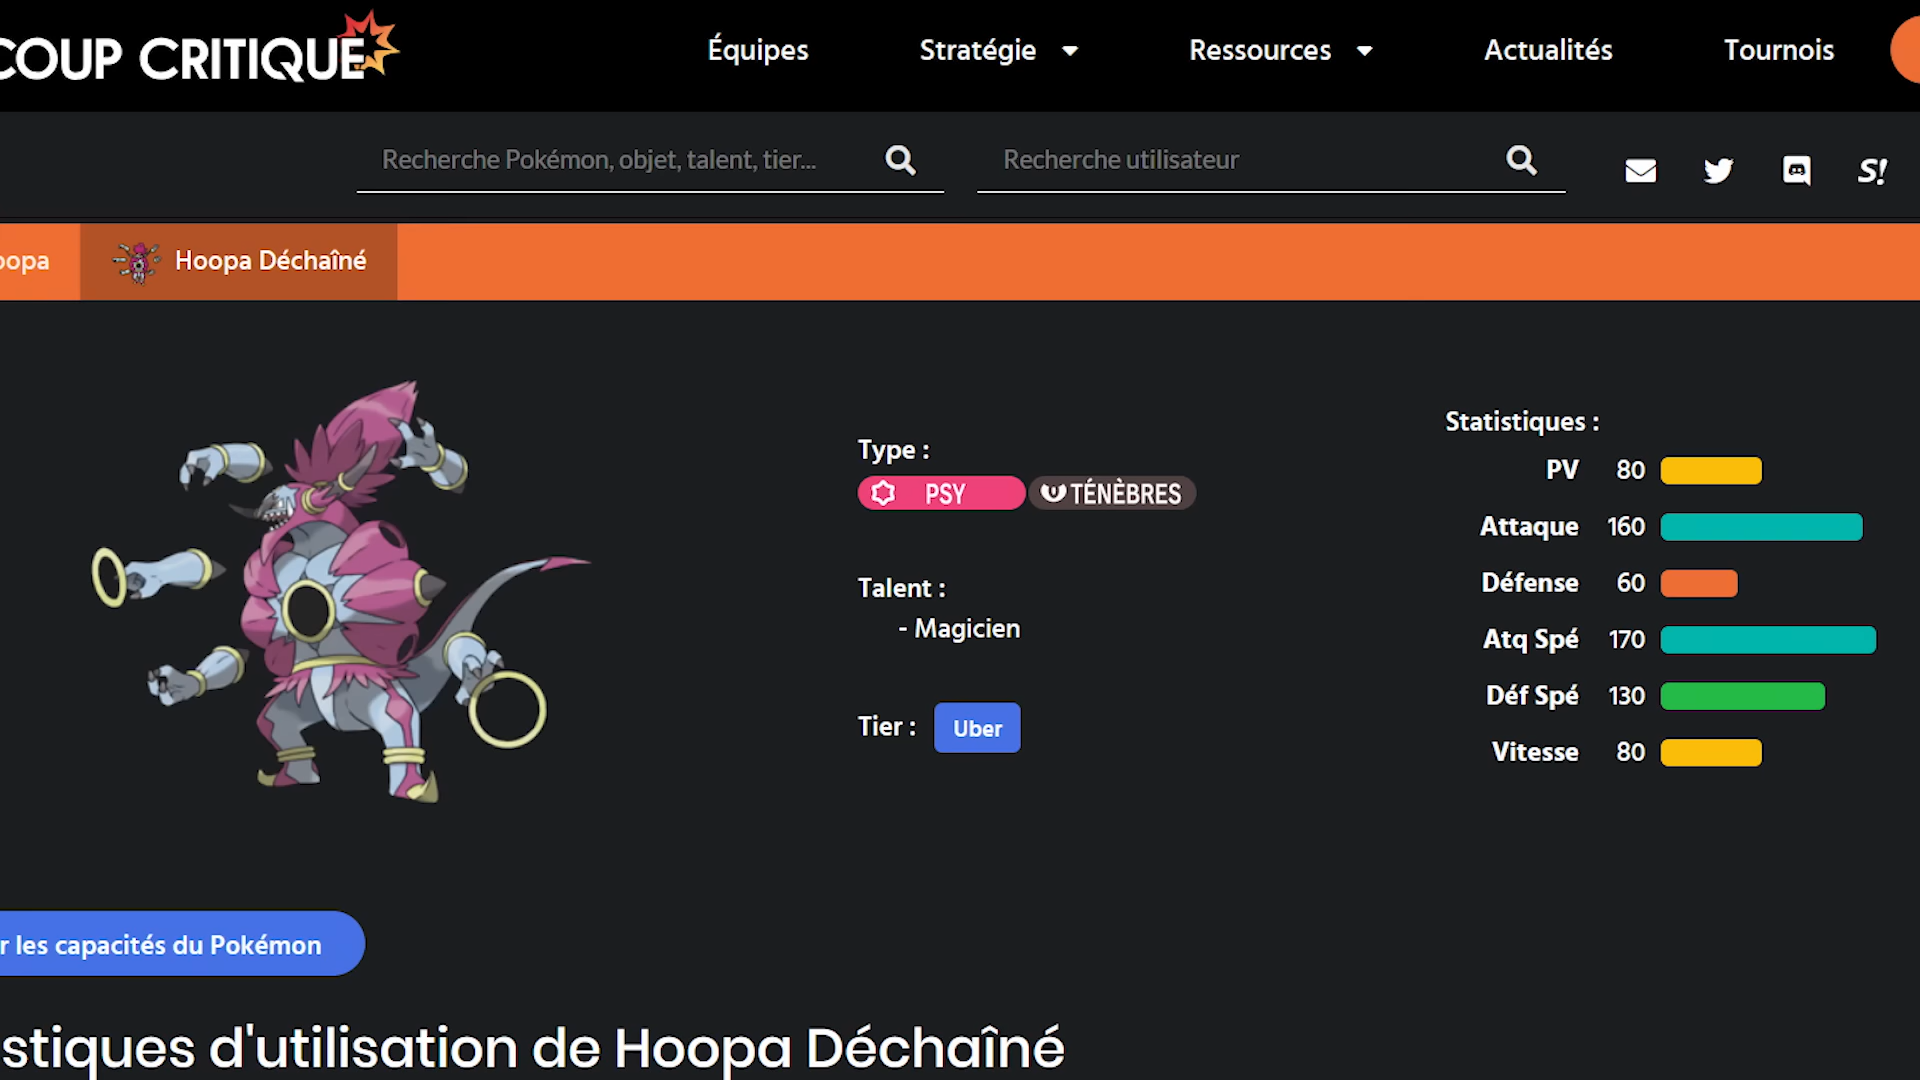 COUP CRITIQUE
Équipes
Stratégie
Ressources
Actualités
Tournois
Recherche Pokémon, objet, talent, tier...
Recherche utilisateur
S!
oopa
Hoopa Déchaîné
Type :
PSY
TÉNÈBRES
Talent :
- Magicien
Tier :
Uber
Statistiques :
PV 80
Attaque 160
Défense 60
Atq Spé 170
Déf Spé 130
Vitesse 80
r les capacités du Pokémon
stiques d'utilisation de Hoopa Déchaîné